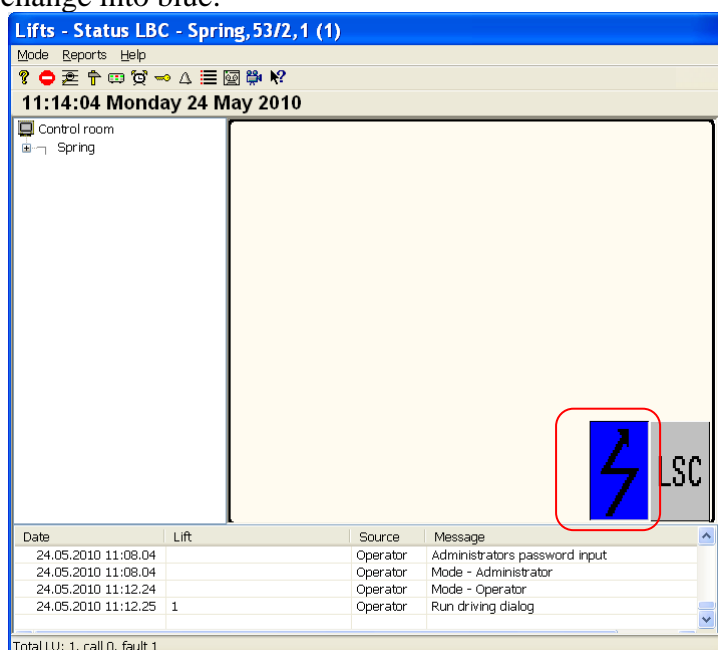 change into blue.
Lifts - Status LBC - Spring,53/2,1 (1)
Mode Reports Help
11:14:04 Monday 24 May 2010
Control room
Spring
LSC
Date Lift Source Message
24.05.2010 11:08.04 Operator Administrators password input
24.05.2010 11:08.04 Operator Mode - Administrator
24.05.2010 11:12.24 Operator Mode - Operator
24.05.2010 11:12.25 1 Operator Run driving dialog
Total LU: 1, call 0, fault 1